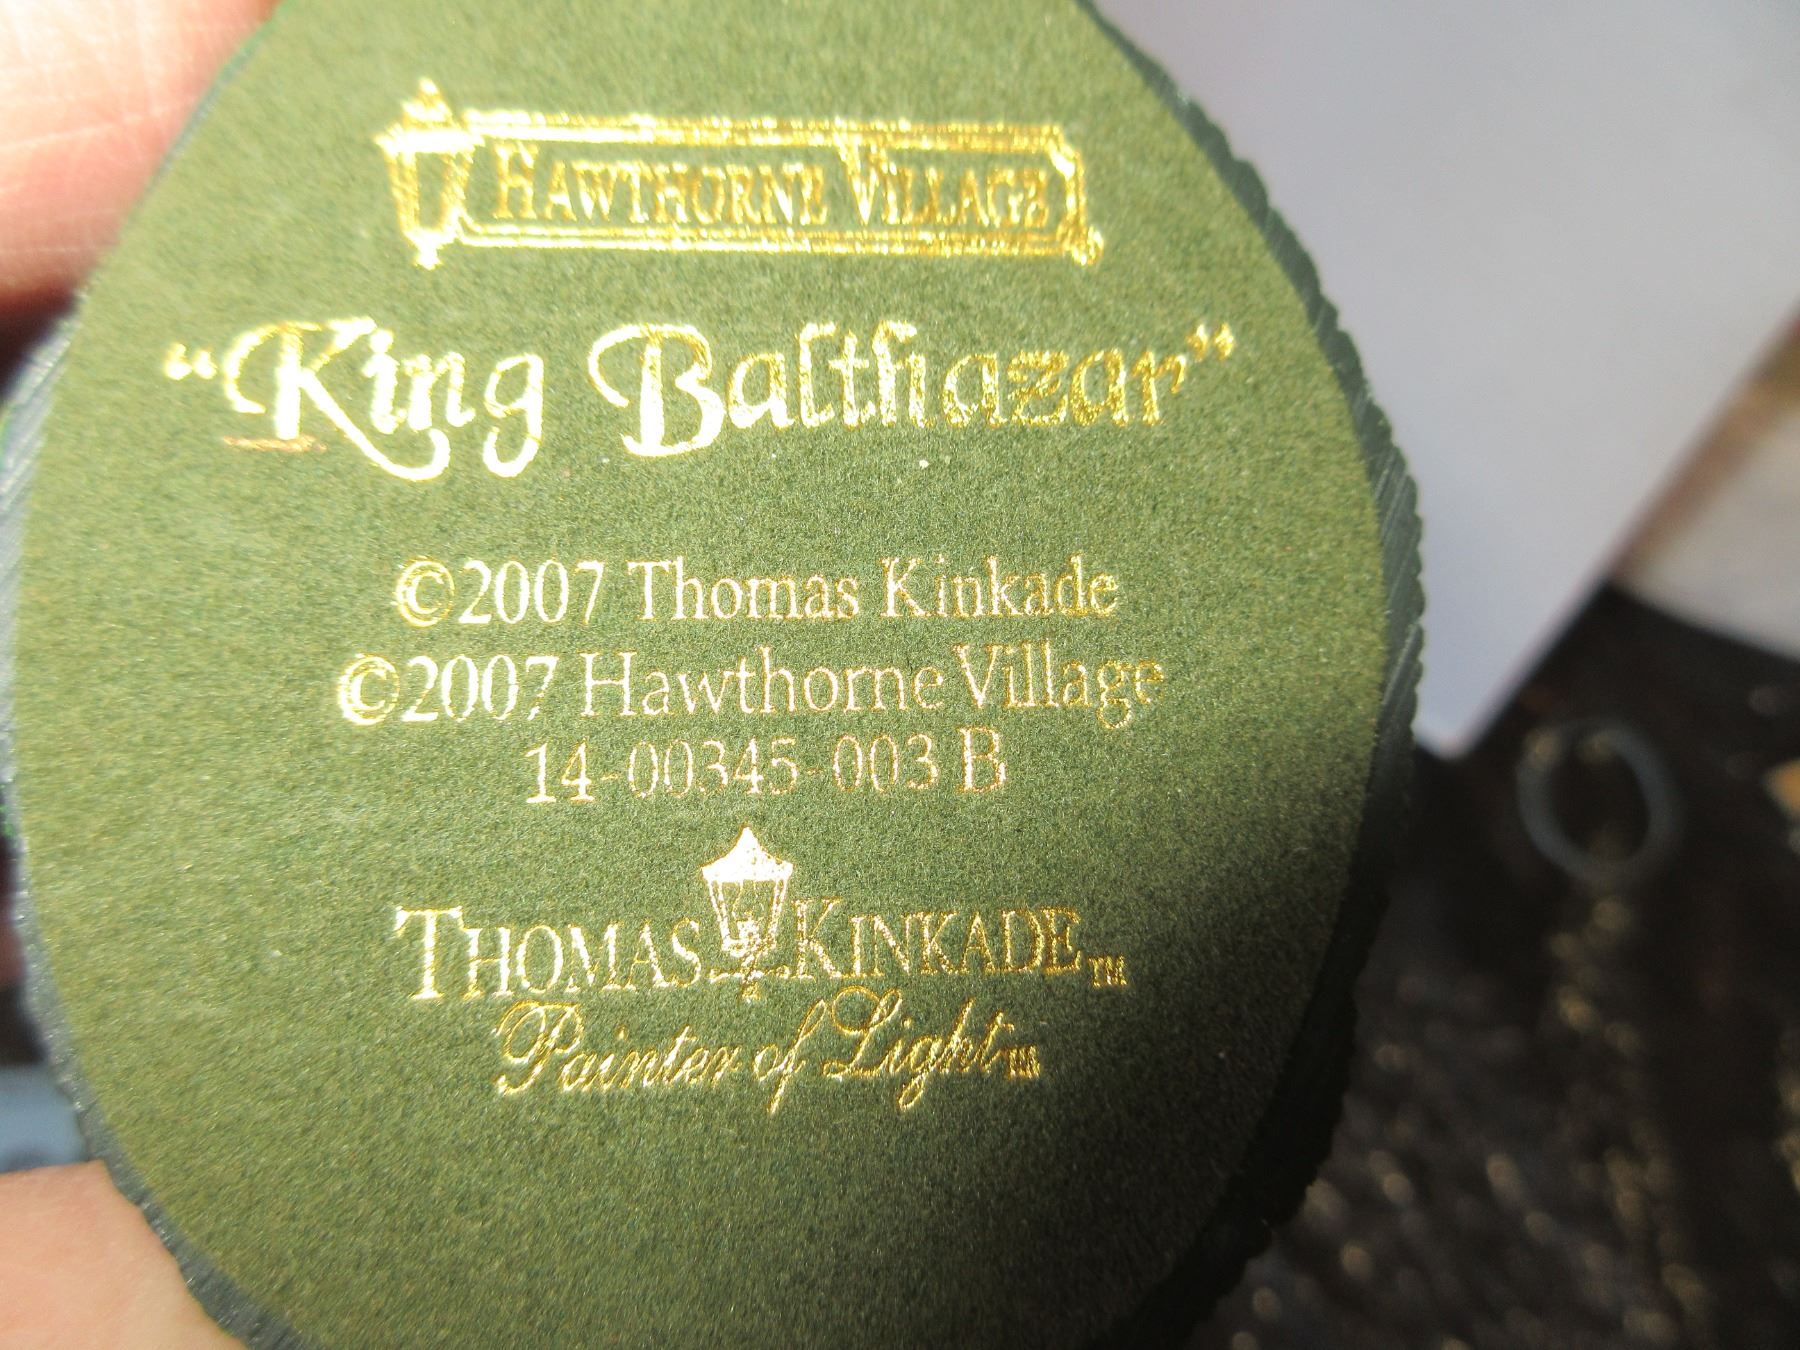 HAWTHORNE VILLAGE
“King Balthazar”
©2007 Thomas Kinkade
©2007 Hawthorne Village
14-00345-003 B
THOMAS KINKADE™
Painter of Light™